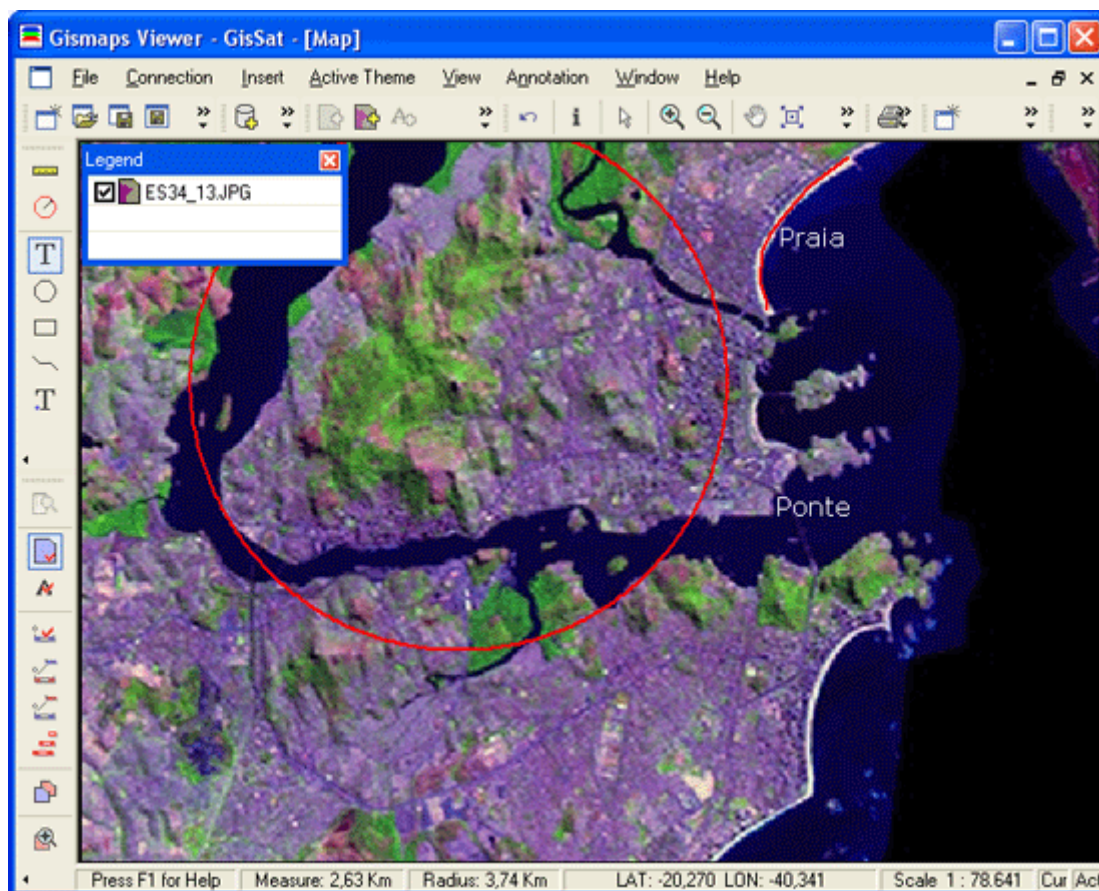 Gismaps Viewer - GisSat - [Map]
File Connection Insert Active Theme View Annotation Window Help
Legend
ES34_13.JPG
Praia
Ponte
Press F1 for Help Measure: 2,63 Km Radius: 3,74 Km LAT: -20,270 LON: -40,341 Scale 1 : 78.641 Cur Act